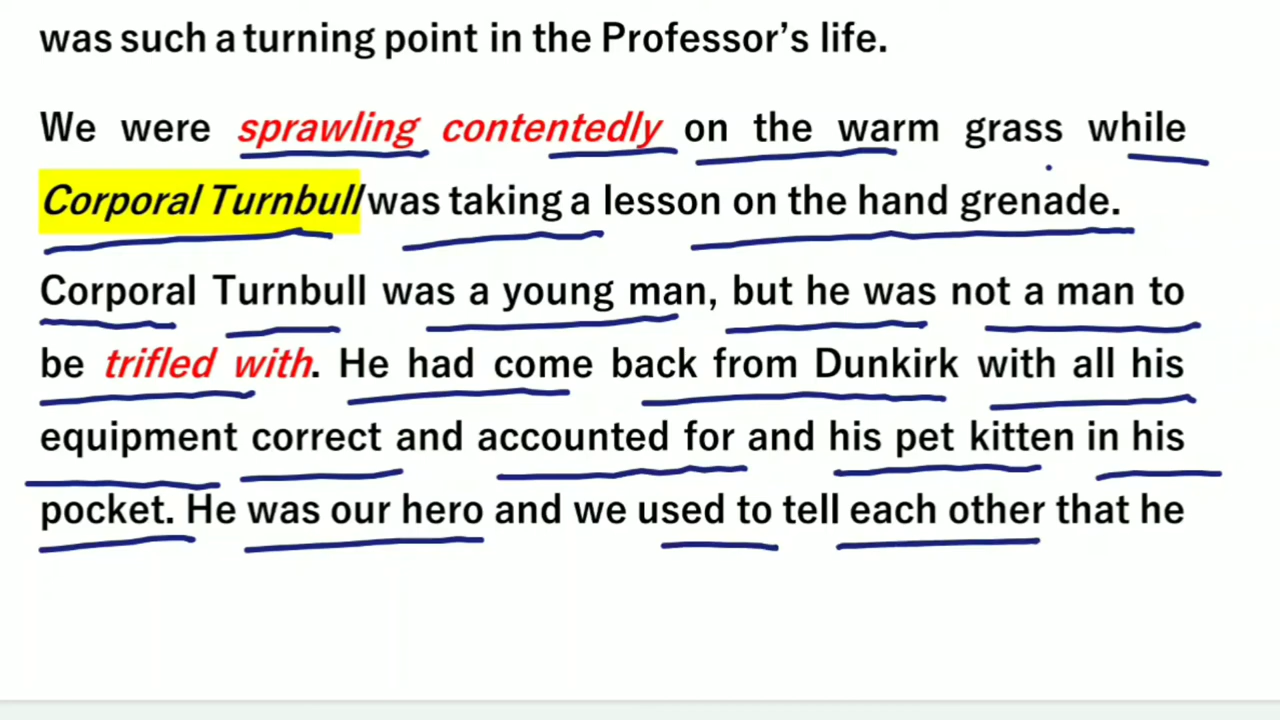 was such a turning point in the Professor's life.
We were sprawling contentedly on the warm grass while
Corporal Turnbull was taking a lesson on the hand grenade.
Corporal Turnbull was a young man, but he was not a man to
be trifled with. He had come back from Dunkirk with all his
equipment correct and accounted for and his pet kitten in his
pocket. He was our hero and we used to tell each other that he